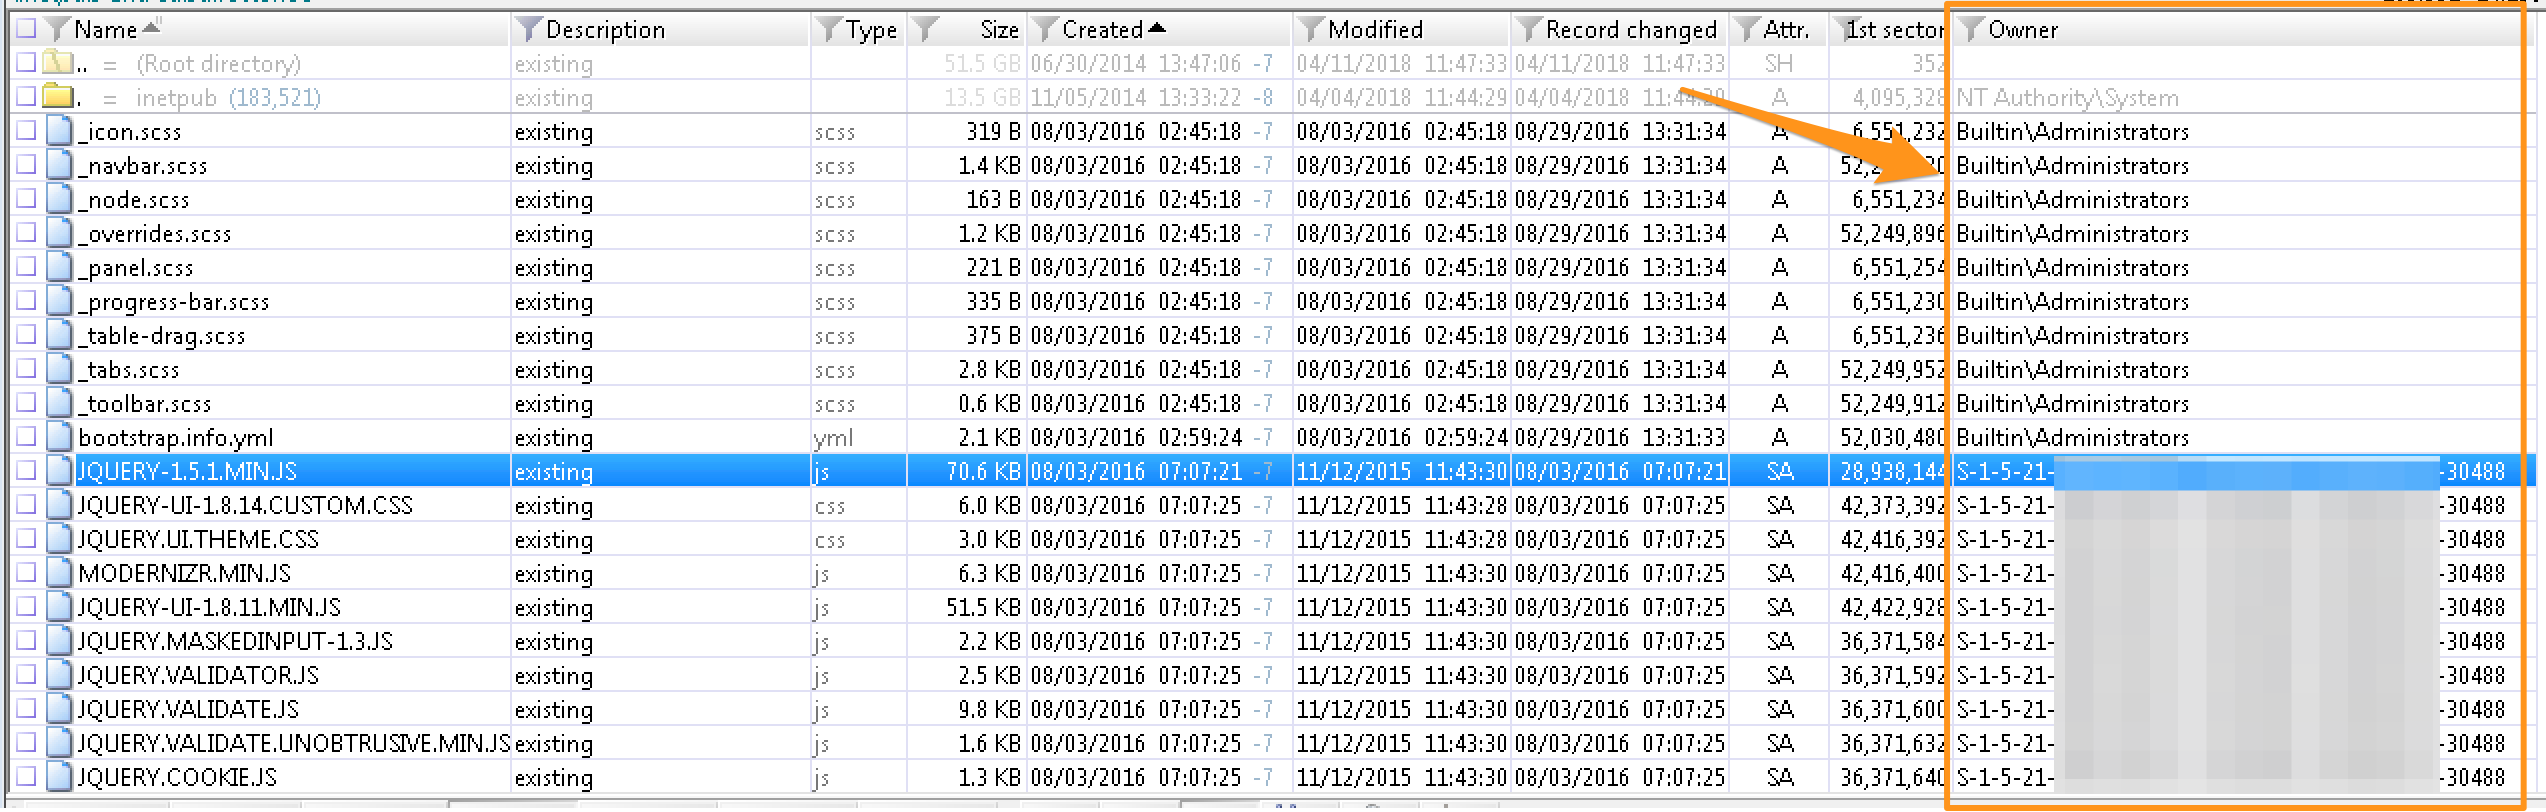 Name Description Type Size Created Modified Record changed Attr. 1st sector Owner
.. = (Root directory) existing 51.5 GB 06/30/2014 13:47:06 -7 04/11/2018 11:47:33 04/11/2018 11:47:33 SH 352
. = inetpub (183,521) existing 13.5 GB 11/05/2014 13:33:22 -8 04/04/2018 11:44:29 04/04/2018 11:44:29 A 4,095,328 NT Authority\System
_icon.scss existing scss 319 B 08/03/2016 02:45:18 -7 08/03/2016 02:45:18 08/29/2016 13:31:34 A 6,551,232 Builtin\Administrators
_navbar.scss existing scss 1.4 KB 08/03/2016 02:45:18 -7 08/03/2016 02:45:18 08/29/2016 13:31:34 A Builtin\Administrators
_node.scss existing scss 163 B 08/03/2016 02:45:18 -7 08/03/2016 02:45:18 08/29/2016 13:31:34 A 6,551,234 Builtin\Administrators
_overrides.scss existing scss 1.2 KB 08/03/2016 02:45:18 -7 08/03/2016 02:45:18 08/29/2016 13:31:34 A 52,249,896 Builtin\Administrators
_panel.scss existing scss 221 B 08/03/2016 02:45:18 -7 08/03/2016 02:45:18 08/29/2016 13:31:34 A 6,551,254 Builtin\Administrators
_progress-bar.scss existing scss 335 B 08/03/2016 02:45:18 -7 08/03/2016 02:45:18 08/29/2016 13:31:34 A 6,551,230 Builtin\Administrators
_table-drag.scss existing scss 375 B 08/03/2016 02:45:18 -7 08/03/2016 02:45:18 08/29/2016 13:31:34 A 6,551,236 Builtin\Administrators
_tabs.scss existing scss 2.8 KB 08/03/2016 02:45:18 -7 08/03/2016 02:45:18 08/29/2016 13:31:34 A 52,249,952 Builtin\Administrators
_toolbar.scss existing scss 0.6 KB 08/03/2016 02:45:18 -7 08/03/2016 02:45:18 08/29/2016 13:31:34 A 52,249,912 Builtin\Administrators
bootstrap.info.yml existing yml 2.1 KB 08/03/2016 02:59:24 -7 08/03/2016 02:59:24 08/29/2016 13:31:33 A 52,030,480 Builtin\Administrators
JQUERY-1.5.1.MIN.JS existing js 70.6 KB 08/03/2016 07:07:21 -7 11/12/2015 11:43:30 08/03/2016 07:07:21 SA 28,938,144 S-1-5-21- -30488
JQUERY-UI-1.8.14.CUSTOM.CSS existing css 6.0 KB 08/03/2016 07:07:25 -7 11/12/2015 11:43:28 08/03/2016 07:07:25 SA 42,373,392 S-1-5-21- -30488
JQUERY.UI.THEME.CSS existing css 3.0 KB 08/03/2016 07:07:25 -7 11/12/2015 11:43:28 08/03/2016 07:07:25 SA 42,416,392 S-1-5-21- -30488
MODERNIZR.MIN.JS existing js 6.3 KB 08/03/2016 07:07:25 -7 11/12/2015 11:43:30 08/03/2016 07:07:25 SA 42,416,400 S-1-5-21- -30488
JQUERY-UI-1.8.11.MIN.JS existing js 51.5 KB 08/03/2016 07:07:25 -7 11/12/2015 11:43:30 08/03/2016 07:07:25 SA 42,422,928 S-1-5-21- -30488
JQUERY.MASKEDINPUT-1.3.JS existing js 2.2 KB 08/03/2016 07:07:25 -7 11/12/2015 11:43:30 08/03/2016 07:07:25 SA 36,371,584 S-1-5-21- -30488
JQUERY.VALIDATOR.JS existing js 2.5 KB 08/03/2016 07:07:25 -7 11/12/2015 11:43:30 08/03/2016 07:07:25 SA 36,371,592 S-1-5-21- -30488
JQUERY.VALIDATE.JS existing js 9.8 KB 08/03/2016 07:07:25 -7 11/12/2015 11:43:30 08/03/2016 07:07:25 SA 36,371,600 S-1-5-21- -30488
JQUERY.VALIDATE.UNOBTRUSIVE.MIN.JS existing js 1.6 KB 08/03/2016 07:07:25 -7 11/12/2015 11:43:30 08/03/2016 07:07:25 SA 36,371,632 S-1-5-21- -30488
JQUERY.COOKIE.JS existing js 1.3 KB 08/03/2016 07:07:25 -7 11/12/2015 11:43:30 08/03/2016 07:07:25 SA 36,371,640 S-1-5-21- -30488